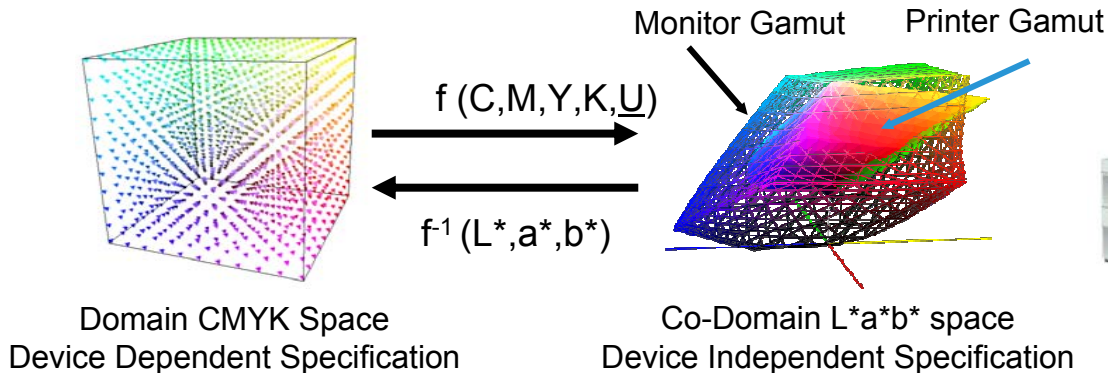 Monitor Gamut
Printer Gamut
f (C,M,Y,K,U)
f-1 (L*,a*,b*)
Domain CMYK Space
Device Dependent Specification
Co-Domain L*a*b* space
Device Independent Specification